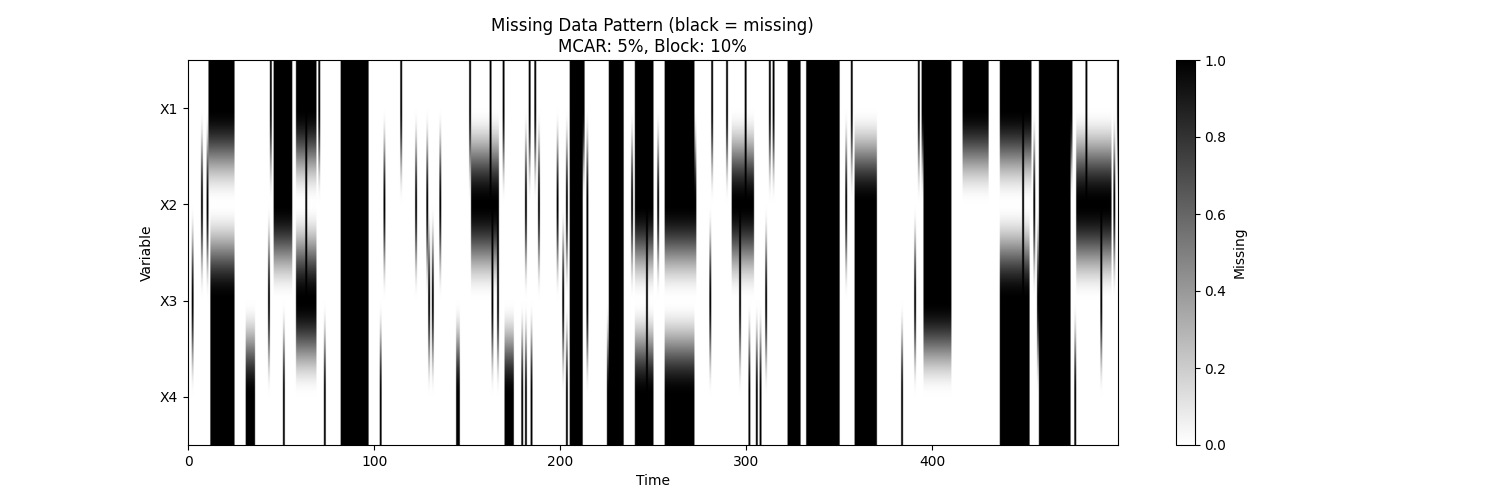 Missing Data Pattern (black = missing)
MCAR: 5%, Block: 10%
Variable
X1
X2
X3
X4
0 100 200 300 400
Time
1.0
0.8
0.6
0.4
0.2
0.0
Missing